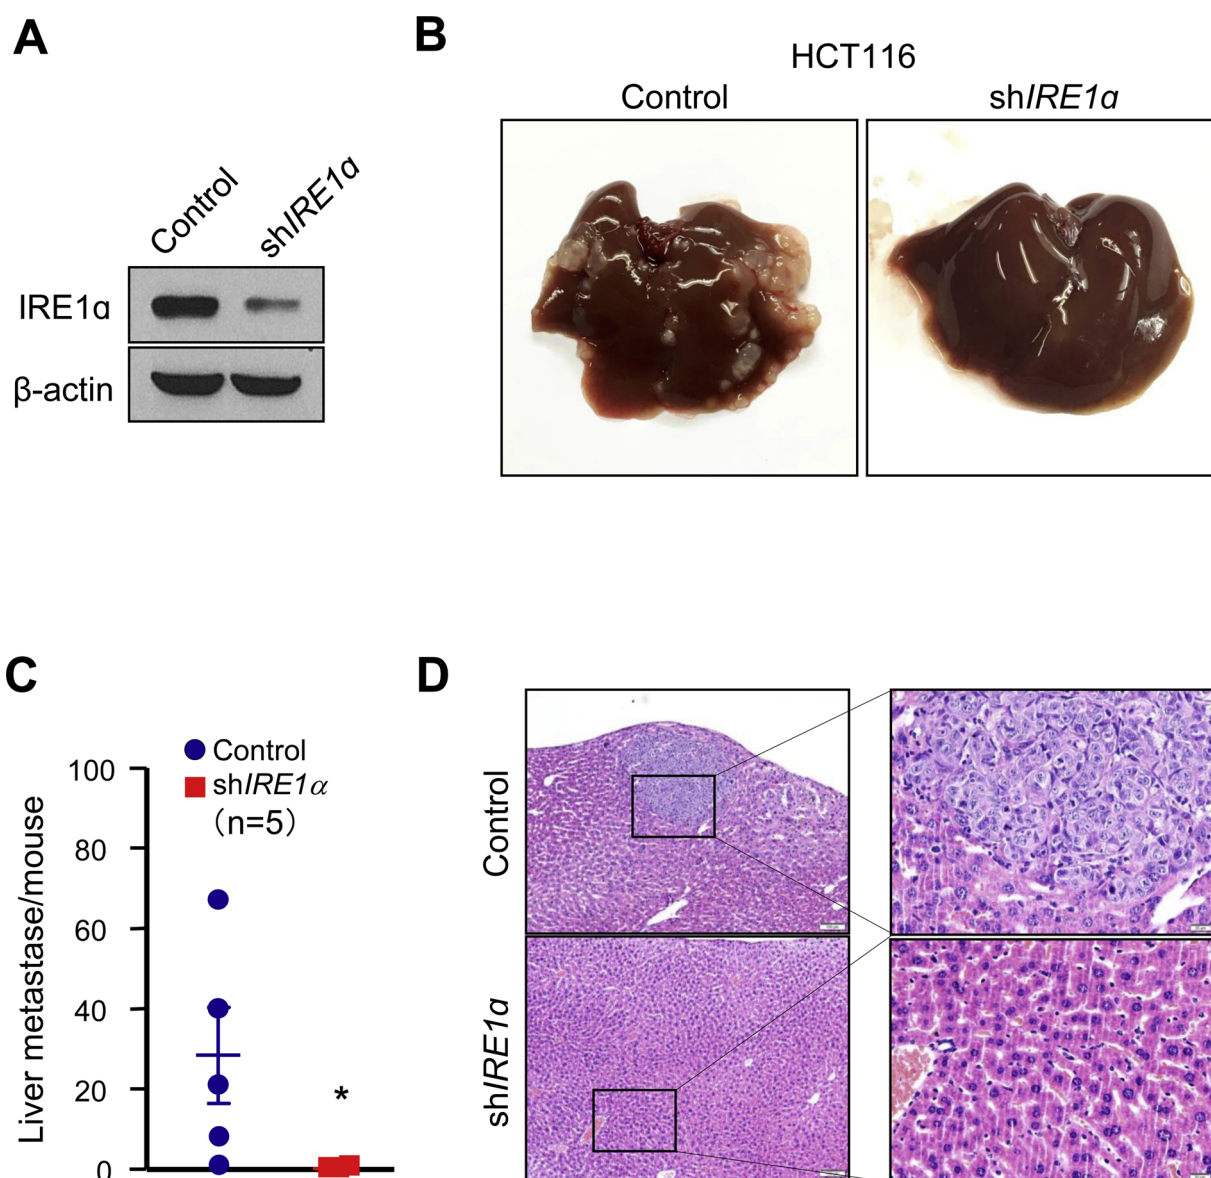 A
Control
shIRE1α
IRE1α
β-actin
B
HCT116
Control
shIRE1α
C
Control
shIRE1α
(n=5)
Liver metastase/mouse
100
80
60
40
20
0
*
D
Control
shIRE1α